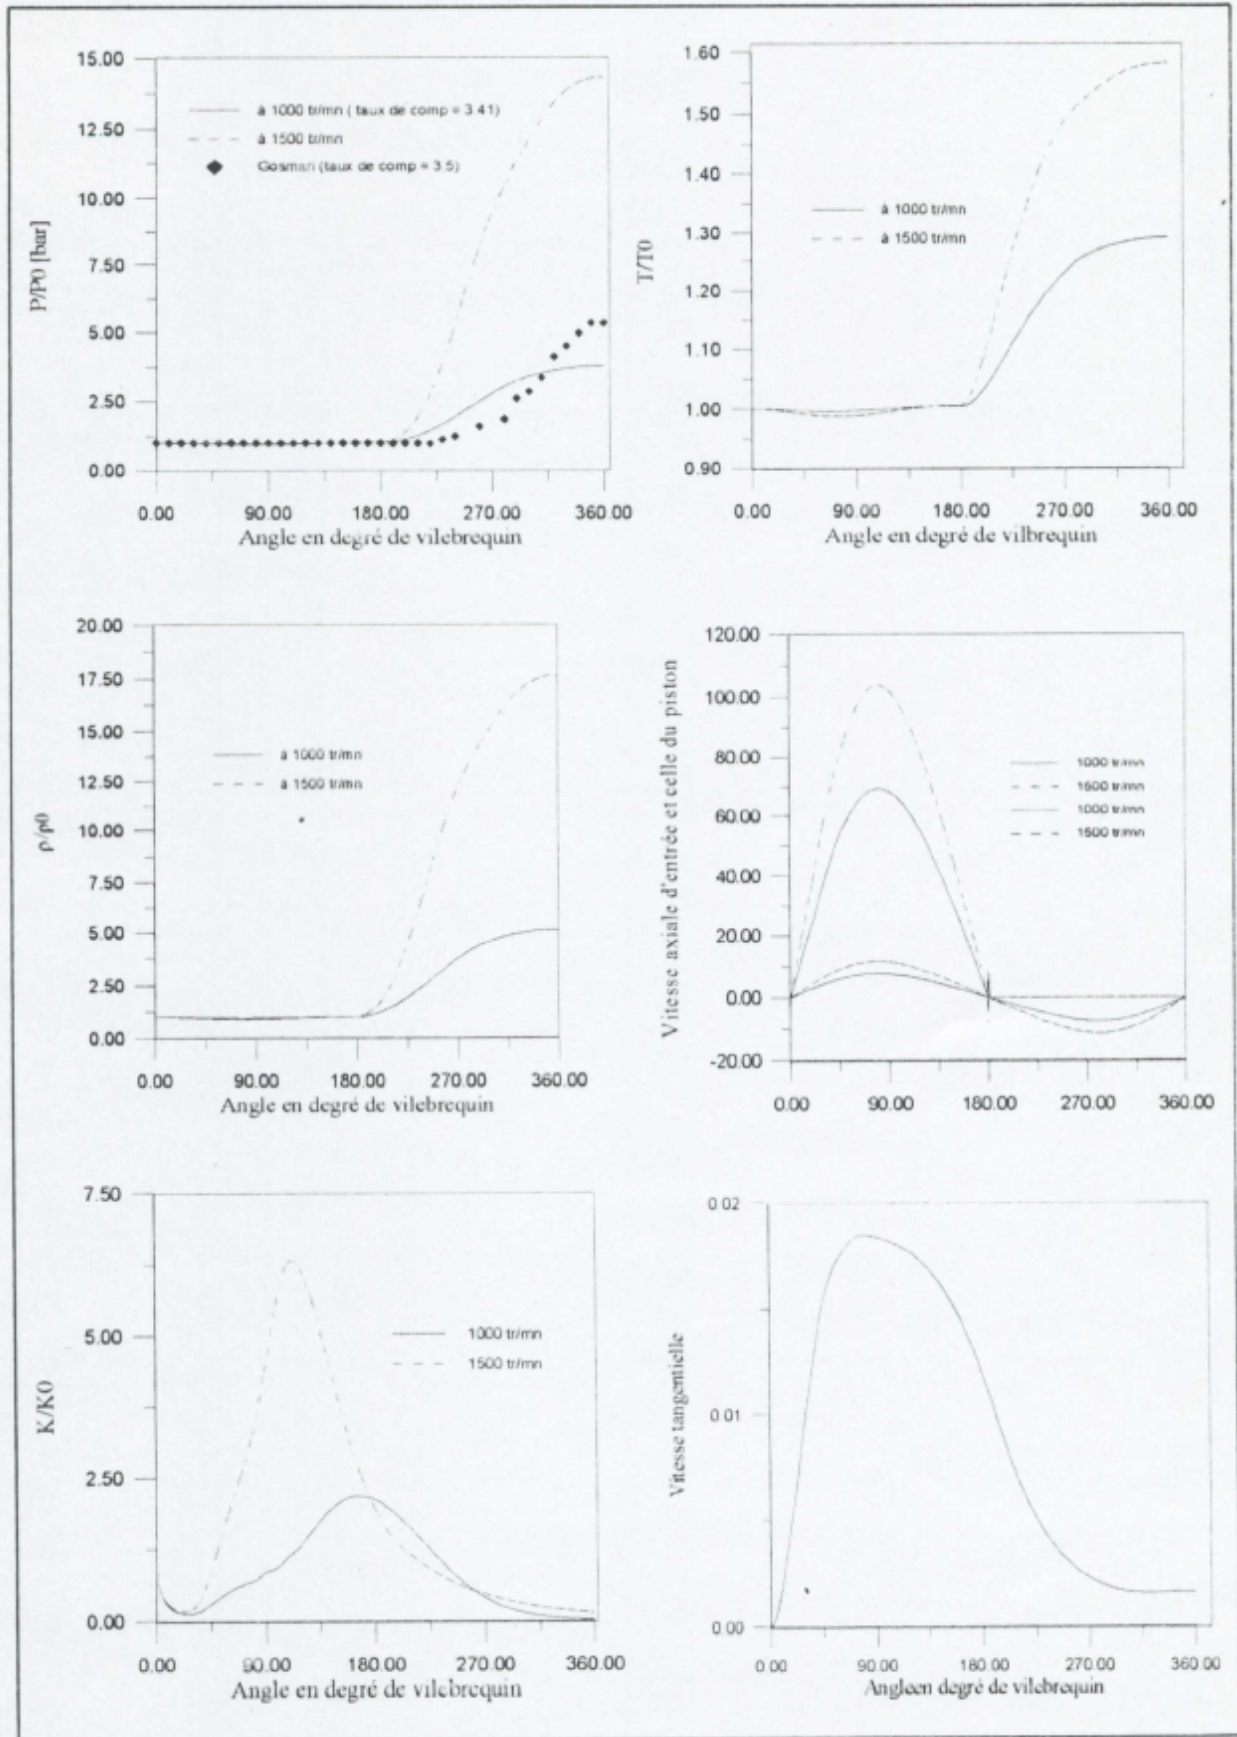 15.00
12.50
10.00
7.50
5.00
2.50
0.00
P/P0 [bar]
à 1000 tr/mn ( taux de comp = 3.41)
à 1500 tr/mn
Gosman (taux de comp = 3.5)
0.00 90.00 180.00 270.00 360.00
Angle en degré de vilebrequin
1.60
1.50
1.40
1.30
1.20
1.10
1.00
0.90
T/T0
à 1000 tr/mn
à 1500 tr/mn
0.00 90.00 180.00 270.00 360.00
Angle en degré de vilbrequin
20.00
17.50
15.00
12.50
10.00
7.50
5.00
2.50
0.00
ρ/ρ0
à 1000 tr/mn
à 1500 tr/mn
0.00 90.00 180.00 270.00 360.00
Angle en degré de vilebrequin
120.00
100.00
80.00
60.00
40.00
20.00
0.00
-20.00
Vitesse axiale d'entrée et celle du piston
1000 tr/mn
1500 tr/mn
1000 tr/mn
1500 tr/mn
0.00 90.00 180.00 270.00 360.00
7.50
5.00
2.50
0.00
K/K0
1000 tr/mn
1500 tr/mn
0.00 90.00 180.00 270.00 360.00
Angle en degré de vilebrequin
0.02
0.01
0.00
Vitesse tangentielle
0.00 90.00 180.00 270.00 360.00
Angleen degré de vilebrequin